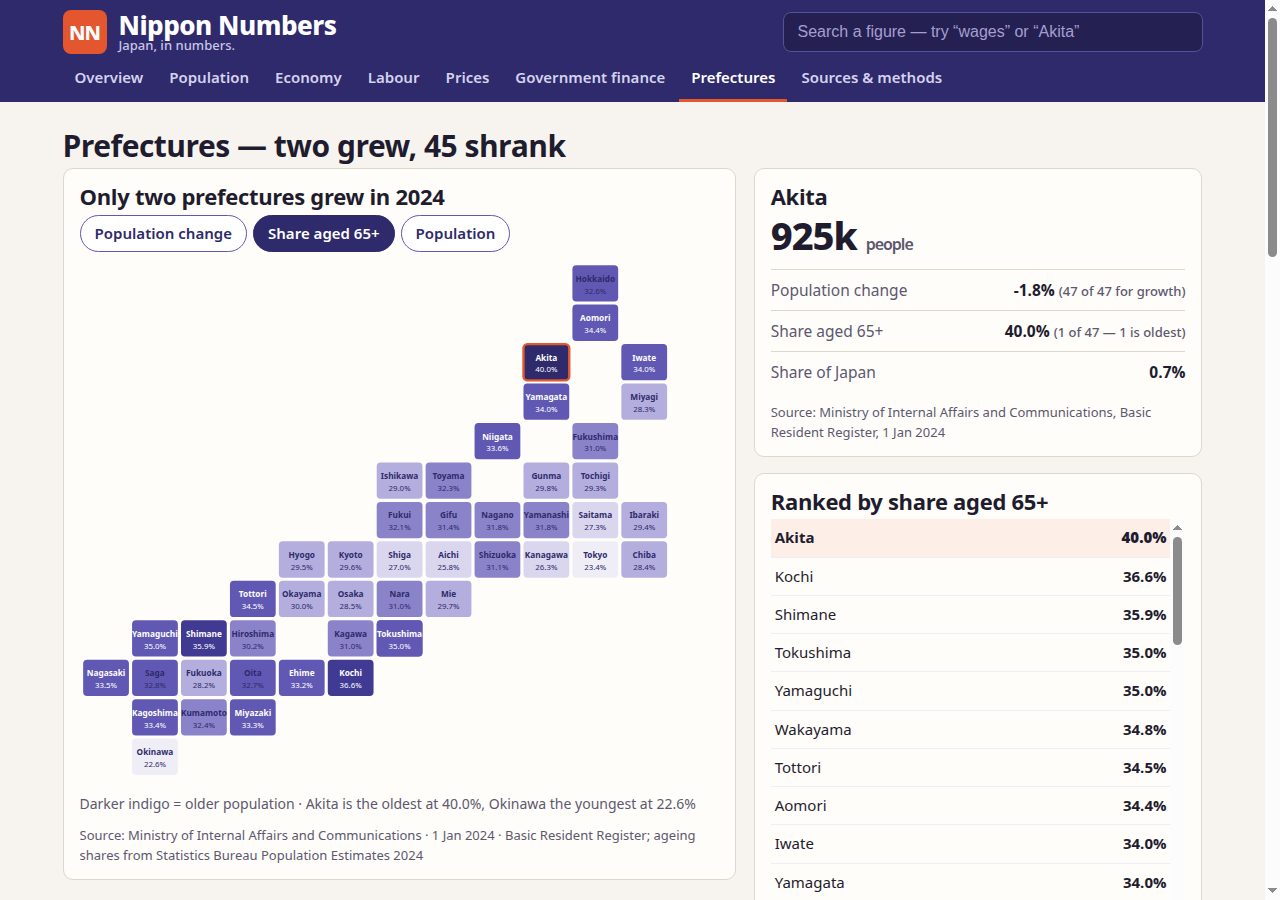 NN
Nippon Numbers
Japan, in numbers.
Search a figure — try “wages” or “Akita”
Overview Population Economy Labour Prices Government finance Prefectures Sources & methods
Prefectures — two grew, 45 shrank
Only two prefectures grew in 2024
Population change Share aged 65+ Population
Hokkaido
32.6%
Aomori
34.4%
Akita Iwate
40.0% 34.0%
Yamagata Miyagi
34.0% 28.3%
Niigata Fukushima
33.6% 31.0%
Ishikawa Toyama Gunma Tochigi
29.0% 32.3% 29.8% 29.3%
Fukui Gifu Nagano Yamanashi Saitama Ibaraki
32.1% 31.4% 31.8% 31.8% 27.3% 29.4%
Hyogo Kyoto Shiga Aichi Shizuoka Kanagawa Tokyo Chiba
29.5% 29.6% 27.0% 25.8% 31.1% 26.3% 23.4% 28.4%
Tottori Okayama Osaka Nara Mie
34.5% 30.0% 28.5% 31.0% 29.7%
Yamaguchi Shimane Hiroshima Kagawa Tokushima
35.0% 35.9% 30.2% 31.0% 35.0%
Nagasaki Saga Fukuoka Oita Ehime Kochi
33.5% 32.8% 28.2% 32.7% 33.2% 36.6%
Kagoshima Kumamoto Miyazaki
33.4% 32.4% 33.3%
Okinawa
22.6%
Darker indigo = older population · Akita is the oldest at 40.0%, Okinawa the youngest at 22.6%
Source: Ministry of Internal Affairs and Communications · 1 Jan 2024 · Basic Resident Register; ageing
shares from Statistics Bureau Population Estimates 2024
Akita
925k people
Population change -1.8% (47 of 47 for growth)
Share aged 65+ 40.0% (1 of 47 — 1 is oldest)
Share of Japan 0.7%
Source: Ministry of Internal Affairs and Communications, Basic
Resident Register, 1 Jan 2024
Ranked by share aged 65+
Akita 40.0%
Kochi 36.6%
Shimane 35.9%
Tokushima 35.0%
Yamaguchi 35.0%
Wakayama 34.8%
Tottori 34.5%
Aomori 34.4%
Iwate 34.0%
Yamagata 34.0%